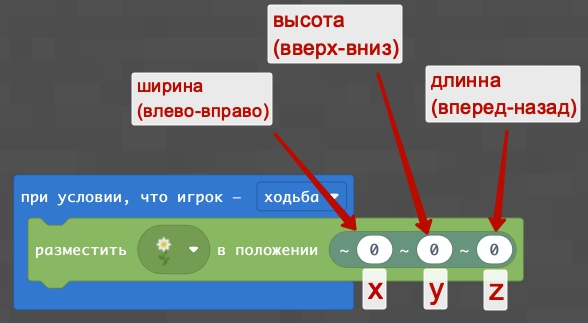 высота
(вверх-вниз)
ширина
(влево-вправо)
длинна
(вперед-назад)
при условии, что игрок — ходьба
разместить в положении ~ 0 ~ 0 ~ 0
x y z